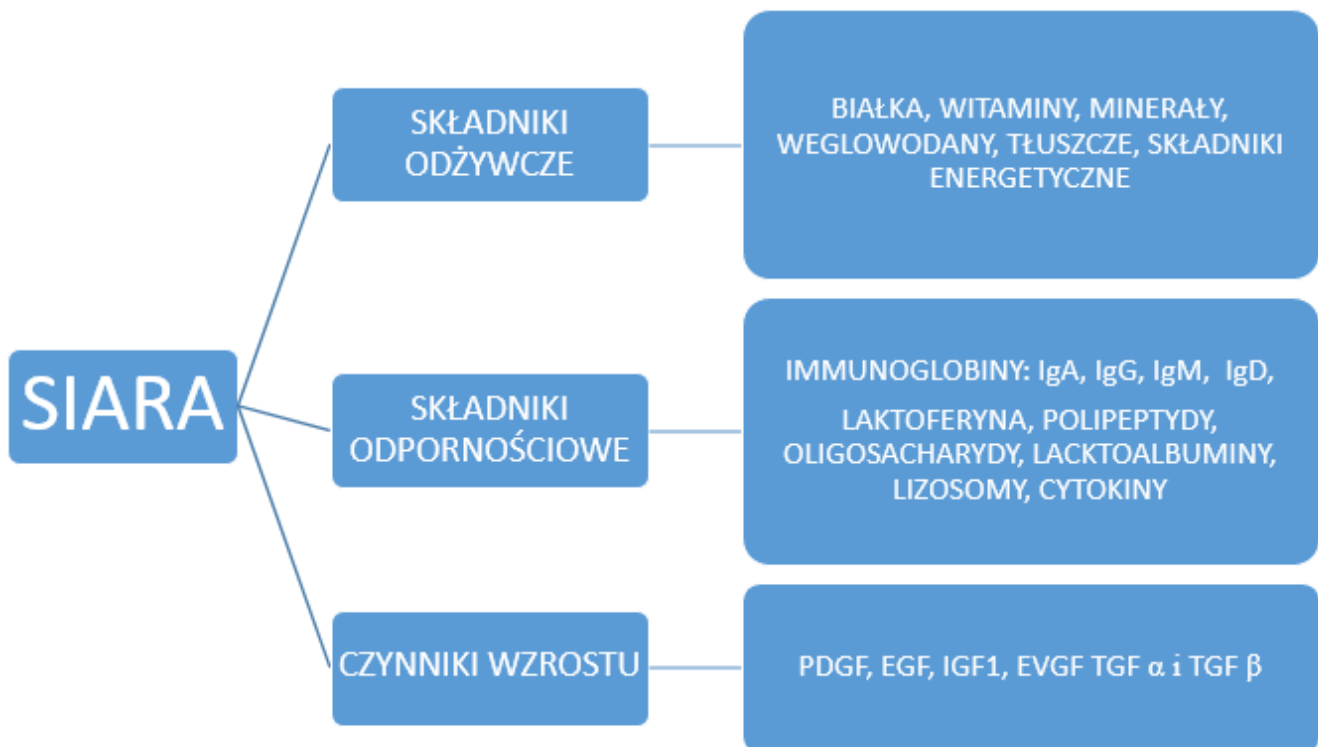 SIARA
SKŁADNIKI
ODŻYWCZE
BIAŁKA, WITAMINY, MINERAŁY,
WEGLOWODANY, TŁUSZCZE, SKŁADNIKI
ENERGETYCZNE
SKŁADNIKI
ODPORNOŚCIOWE
IMMUNOGLOBINY: IgA, IgG, IgM, IgD,
LAKTOFERYNA, POLIPEPTYDY,
OLIGOSACHARYDY, LACKTOALBUMINY,
LIZOSOMY, CYTOKINY
CZYNNIKI WZROSTU
PDGF, EGF, IGF1, EVGF TGF α i TGF β